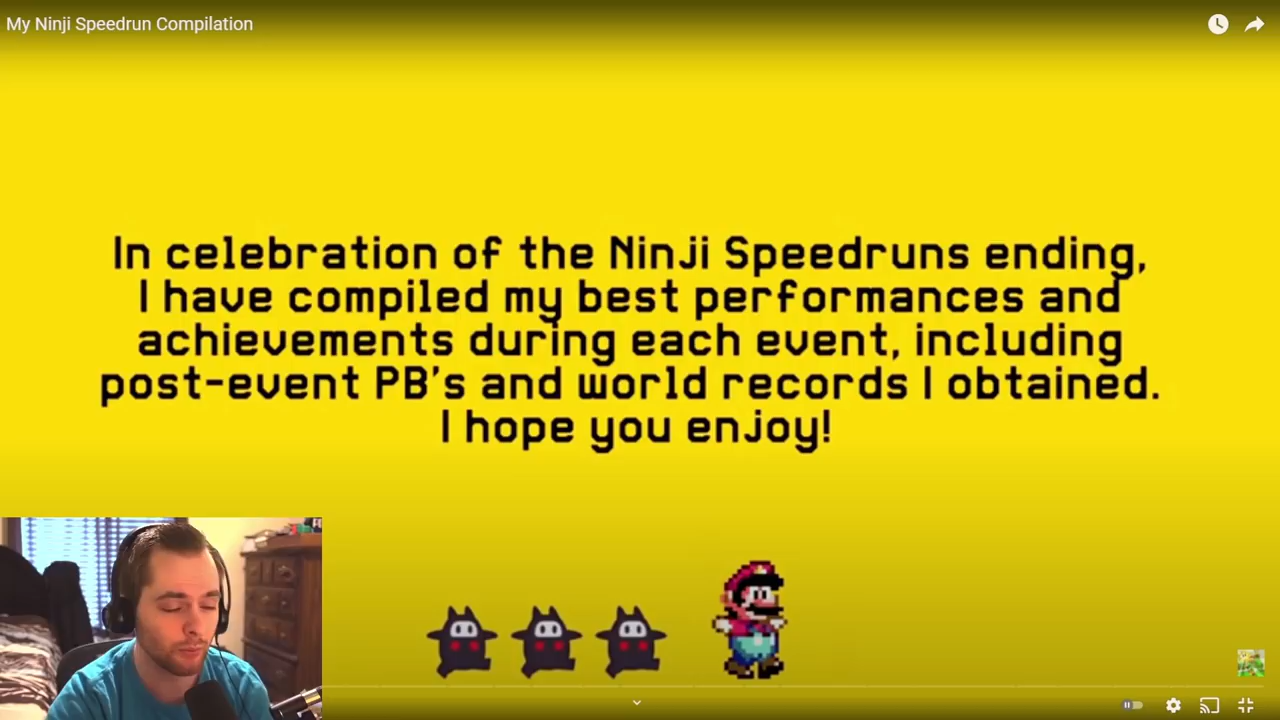 My Ninji Speedrun Compilation
In celebration of the Ninji Speedruns ending,
I have compiled my best performances and
achievements during each event, including
post-event PB's and world records I obtained.
I hope you enjoy!